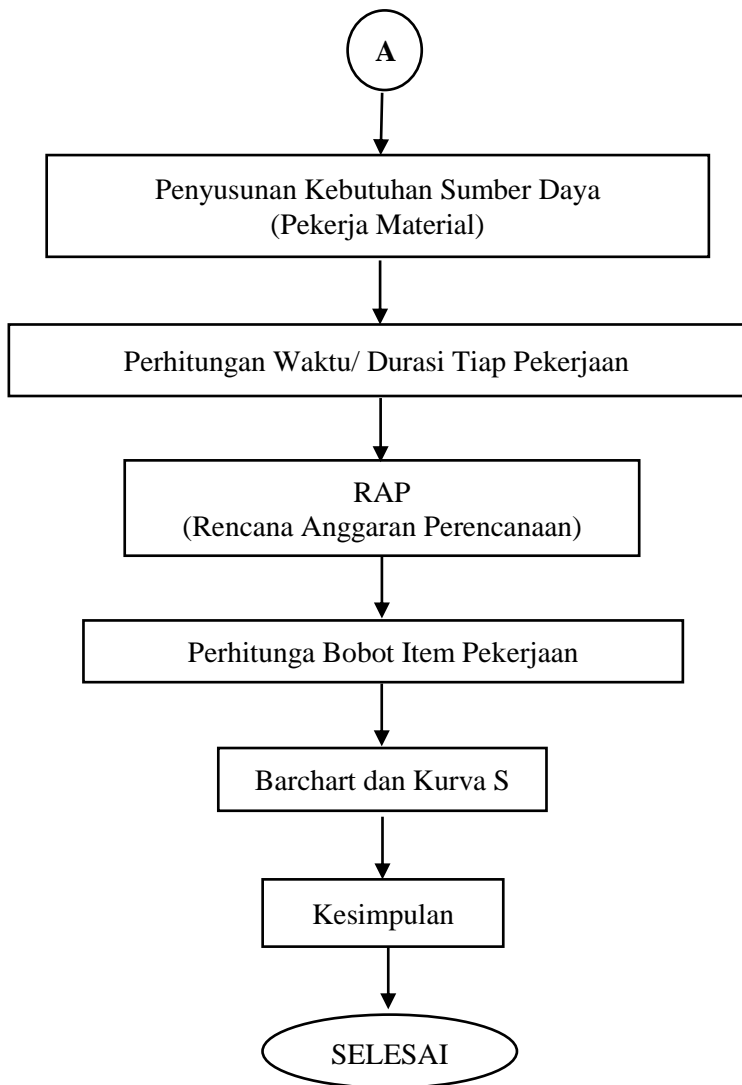 A
Penyusunan Kebutuhan Sumber Daya
(Pekerja Material)
Perhitungan Waktu/ Durasi Tiap Pekerjaan
RAP
(Rencana Anggaran Perencanaan)
Perhitunga Bobot Item Pekerjaan
Barchart dan Kurva S
Kesimpulan
SELESAI